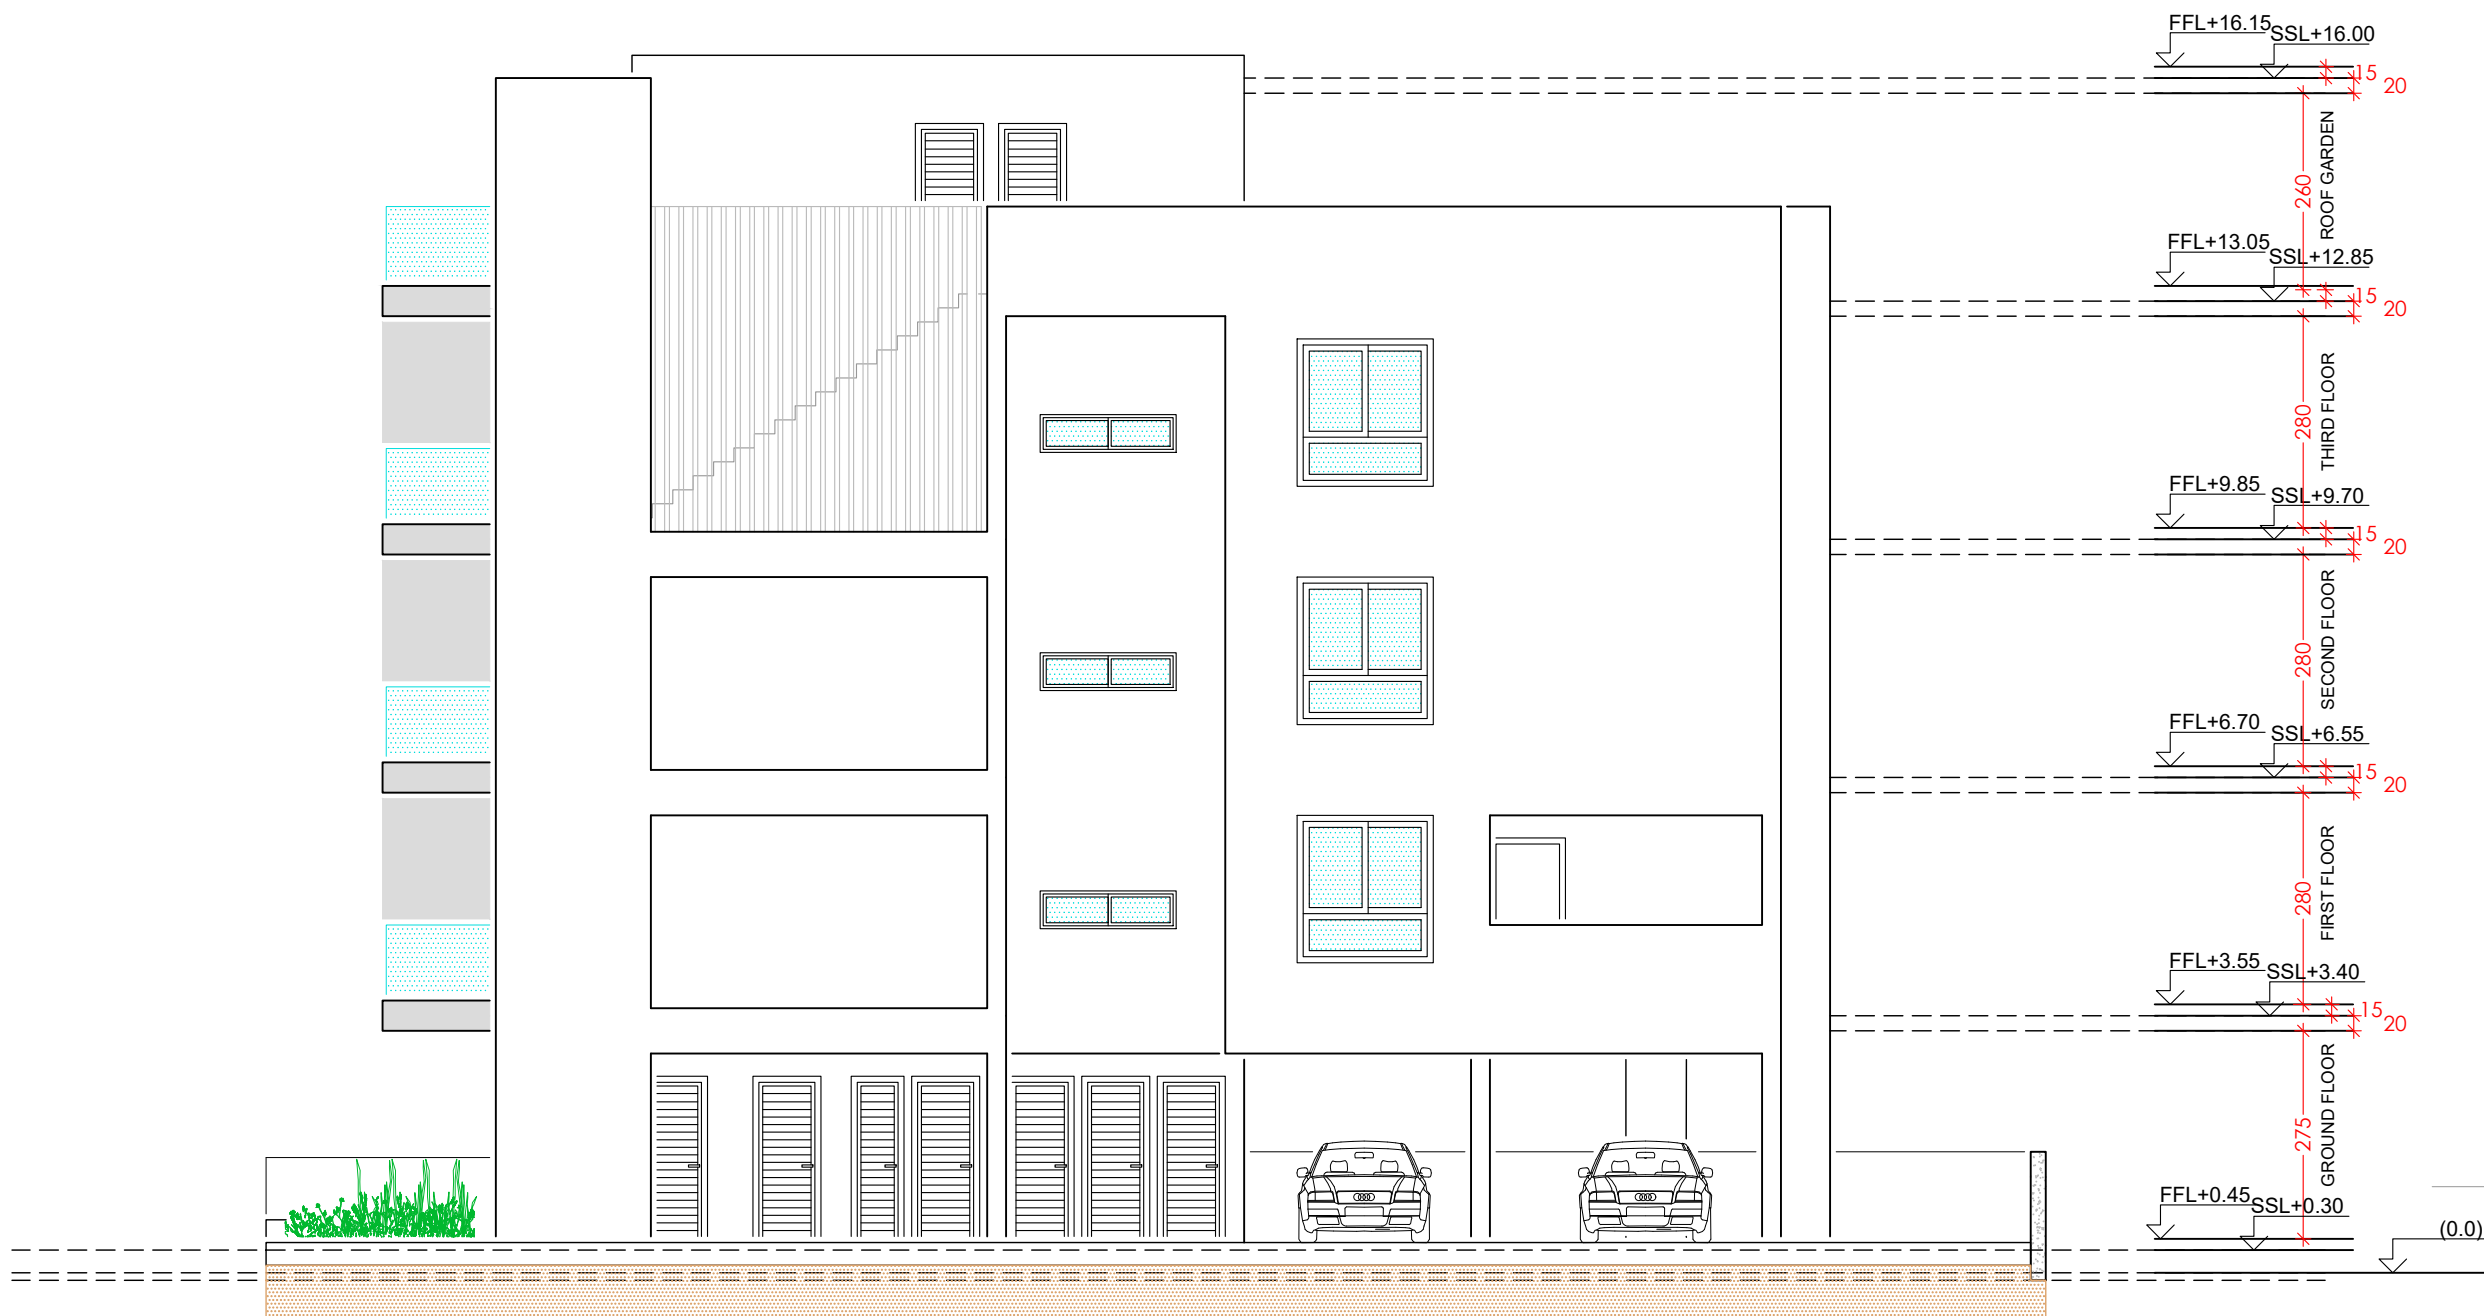 FFL+16.15
SSL+16.00
15
20
260
ROOF GARDEN
FFL+13.05
SSL+12.85
15
20
280
THIRD FLOOR
FFL+9.85
SSL+9.70
15
20
280
SECOND FLOOR
FFL+6.70
SSL+6.55
15
20
280
FIRST FLOOR
FFL+3.55
SSL+3.40
15
20
275
GROUND FLOOR
FFL+0.45
SSL+0.30
(0.0)